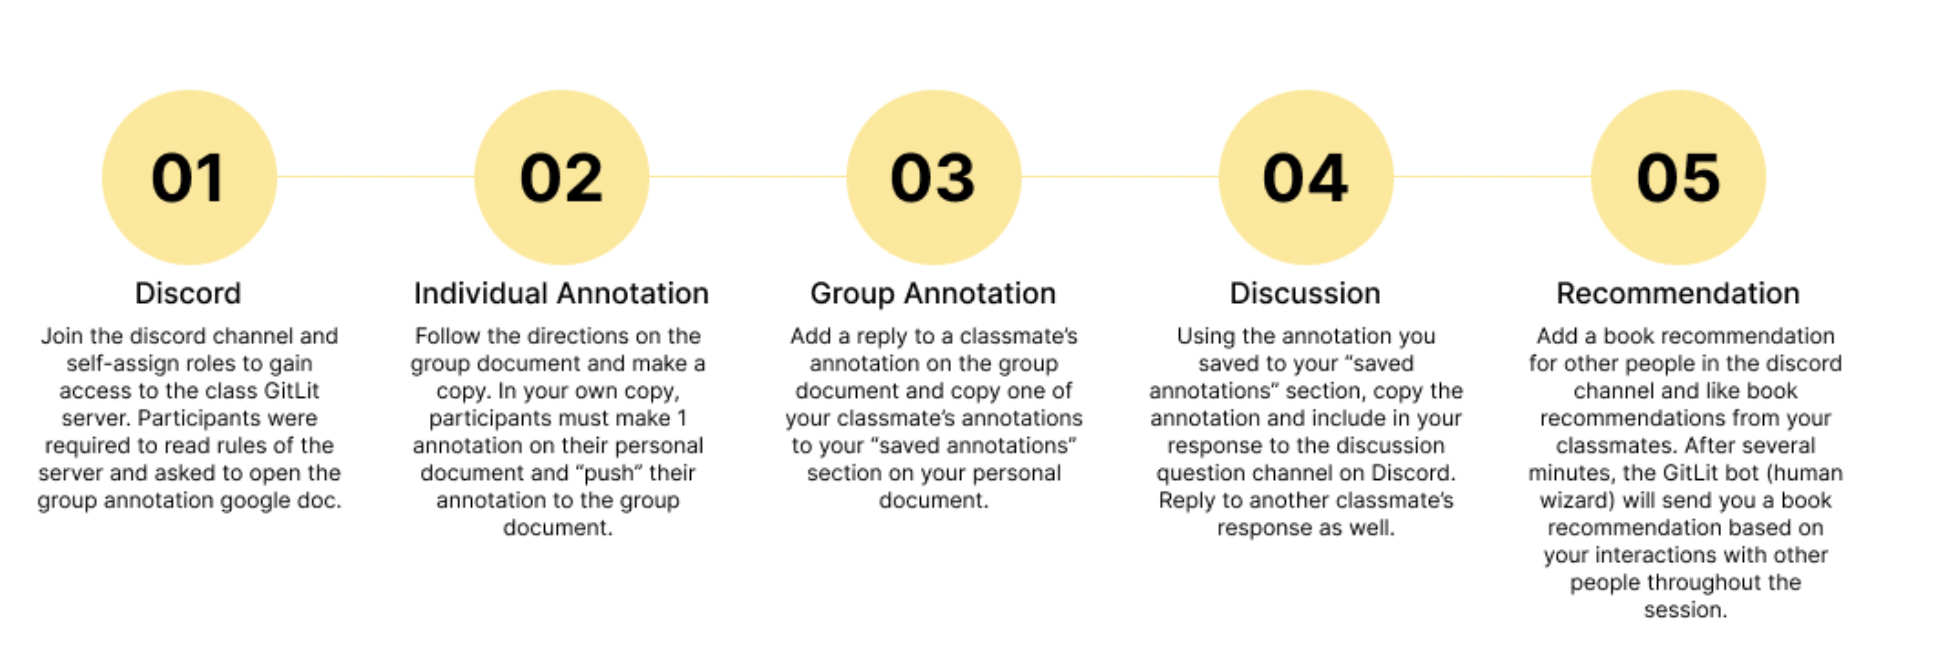 01
02
03
04
05
Discord
Join the discord channel and
self-assign roles to gain
access to the class GitLit
server. Participants were
required to read rules of the
server and asked to open the
group annotation google doc.
Individual Annotation
Follow the directions on the
group document and make a
copy. In your own copy,
participants must make 1
annotation on their personal
document and “push” their
annotation to the group
document.
Group Annotation
Add a reply to a classmate’s
annotation on the group
document and copy one of
your classmate’s annotations
to your “saved annotations”
section on your personal
document.
Discussion
Using the annotation you
saved to your “saved
annotations” section, copy the
annotation and include in your
response to the discussion
question channel on Discord.
Reply to another classmate’s
response as well.
Recommendation
Add a book recommendation
for other people in the discord
channel and like book
recommendations from your
classmates. After several
minutes, the GitLit bot (human
wizard) will send you a book
recommendation based on
your interactions with other
people throughout the
session.